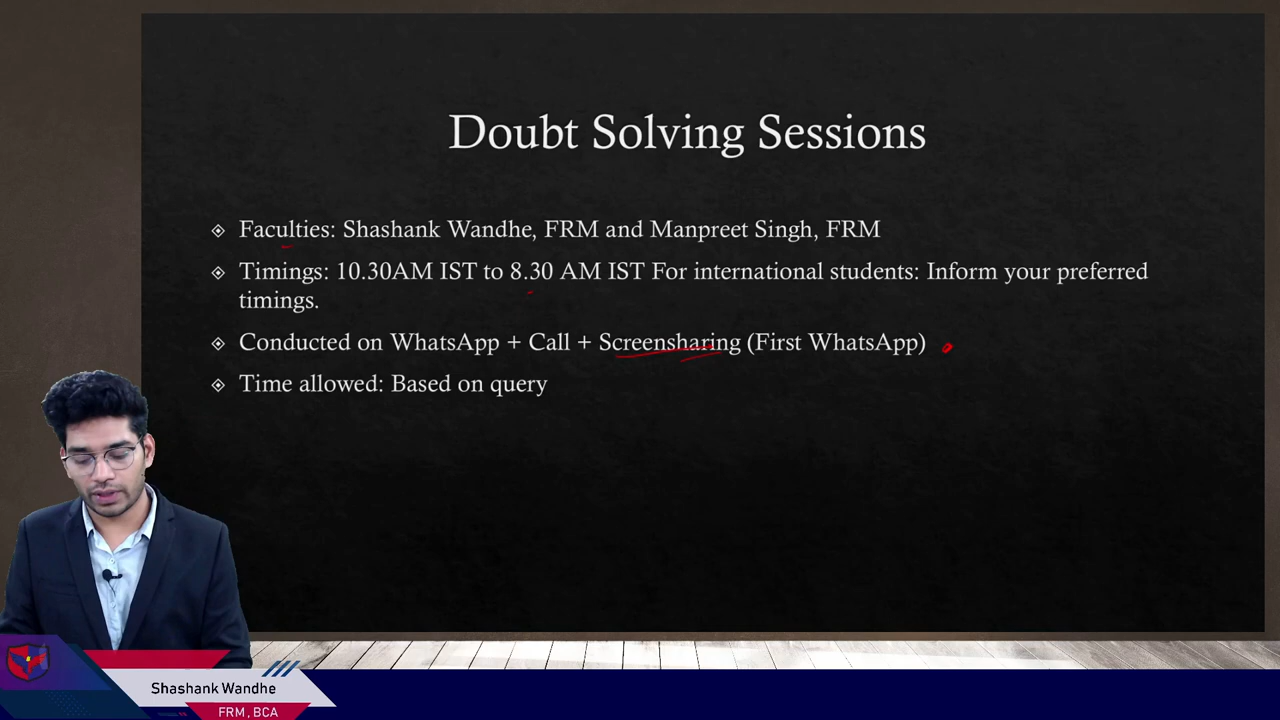 Doubt Solving Sessions
Faculties: Shashank Wandhe, FRM and Manpreet Singh, FRM
Timings: 10.30AM IST to 8.30 AM IST For international students: Inform your preferred
timings.
Conducted on WhatsApp + Call + Screensharing (First WhatsApp)
Time allowed: Based on query
Shashank Wandhe
FRM, BCA